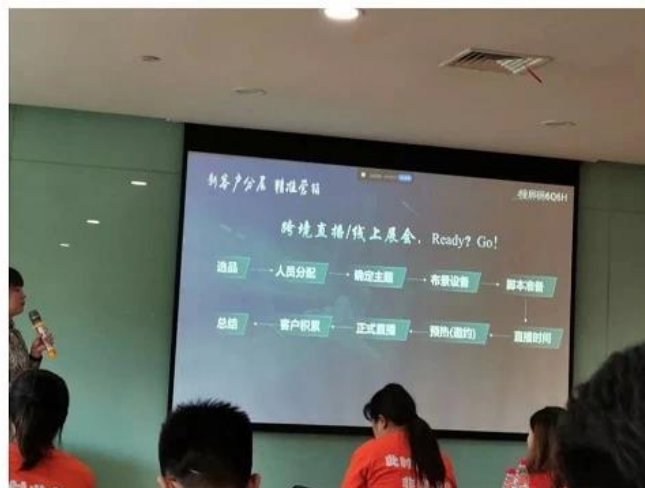 新客户分层 精准营销
跨境直播/线上展会，Ready? Go!
选品 人员分配 确定主题 布景设备 脚本准备
总结 客户积累 正式直播 预热(邀约) 直播时间